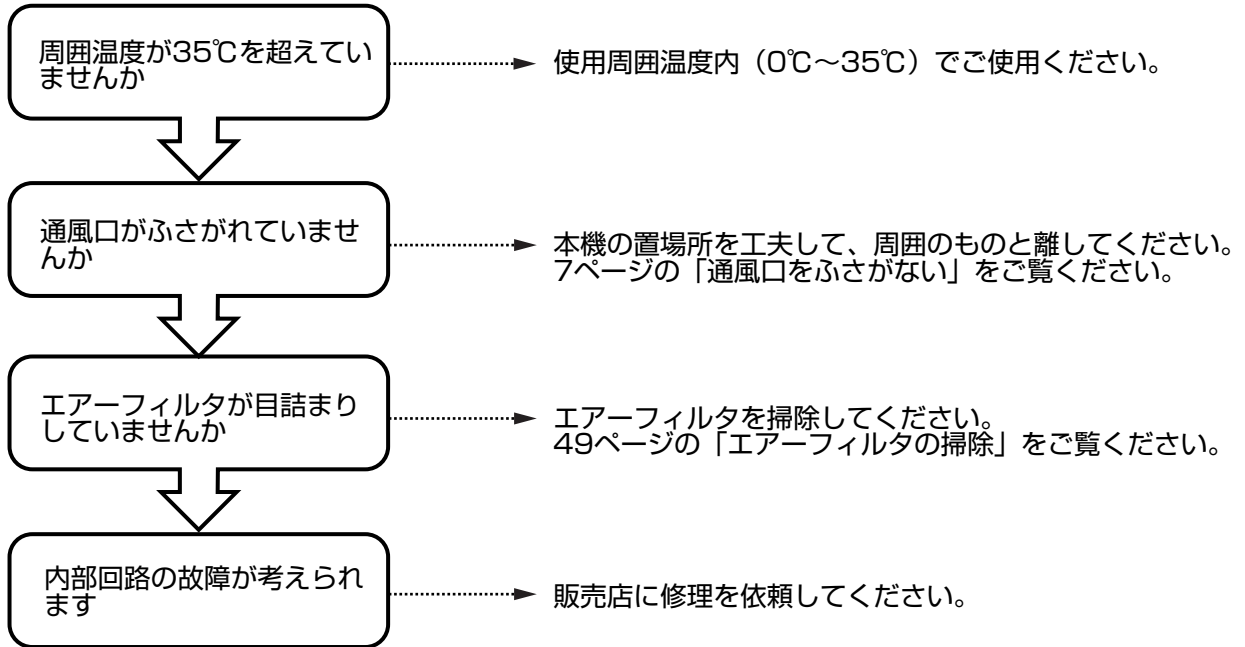 周囲温度が35℃を超えてい
ませんか
使用周囲温度内（0℃～35℃）でご使用ください。
通風口がふさがれていませ
んか
本機の置場所を工夫して、周囲のものと離してください。
7ページの「通風口をふさがない」をご覧ください。
エアーフィルタが目詰まり
していませんか
エアーフィルタを掃除してください。
49ページの「エアーフィルタの掃除」をご覧ください。
内部回路の故障が考えられ
ます
販売店に修理を依頼してください。